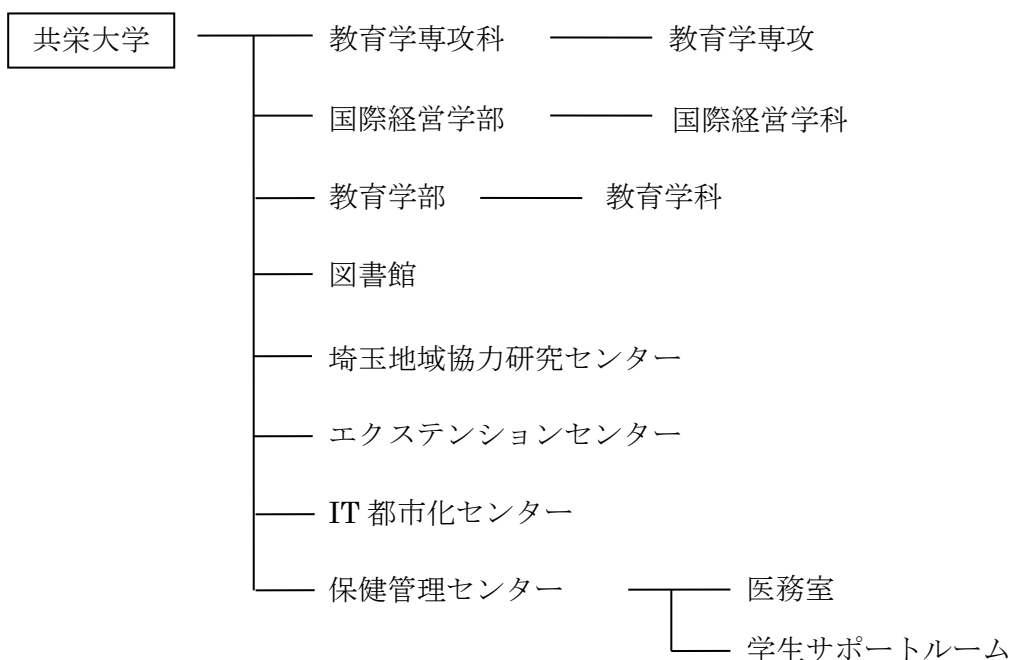 共栄大学 教育学専攻科 教育学専攻
国際経営学部 国際経営学科
教育学部 教育学科
図書館
埼玉地域協力研究センター
エクステンションセンター
IT 都市化センター
保健管理センター 医務室
学生サポートルーム